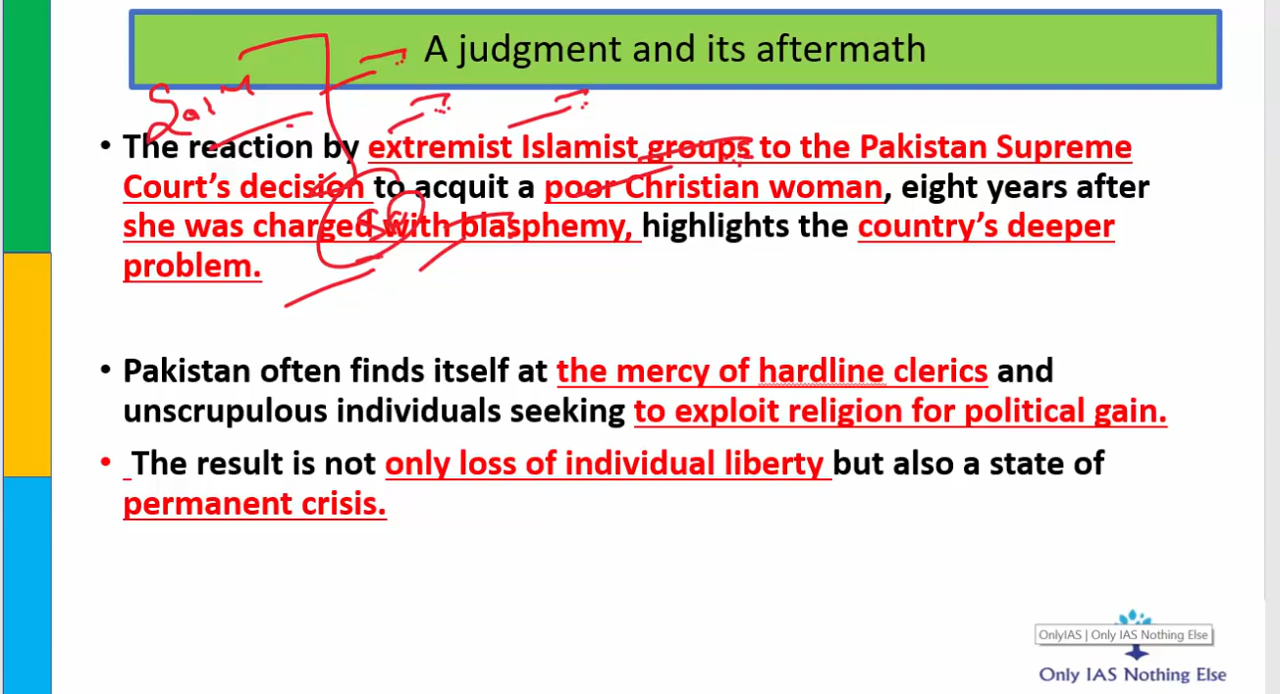 A judgment and its aftermath
• The reaction by extremist Islamist groups to the Pakistan Supreme
Court's decision to acquit a poor Christian woman, eight years after
she was charged with blasphemy, highlights the country's deeper
problem.
• Pakistan often finds itself at the mercy of hardline clerics and
unscrupulous individuals seeking to exploit religion for political gain.
• The result is not only loss of individual liberty but also a state of
permanent crisis.
OnlyIAS | Only IAS Nothing Else
Only IAS Nothing Else